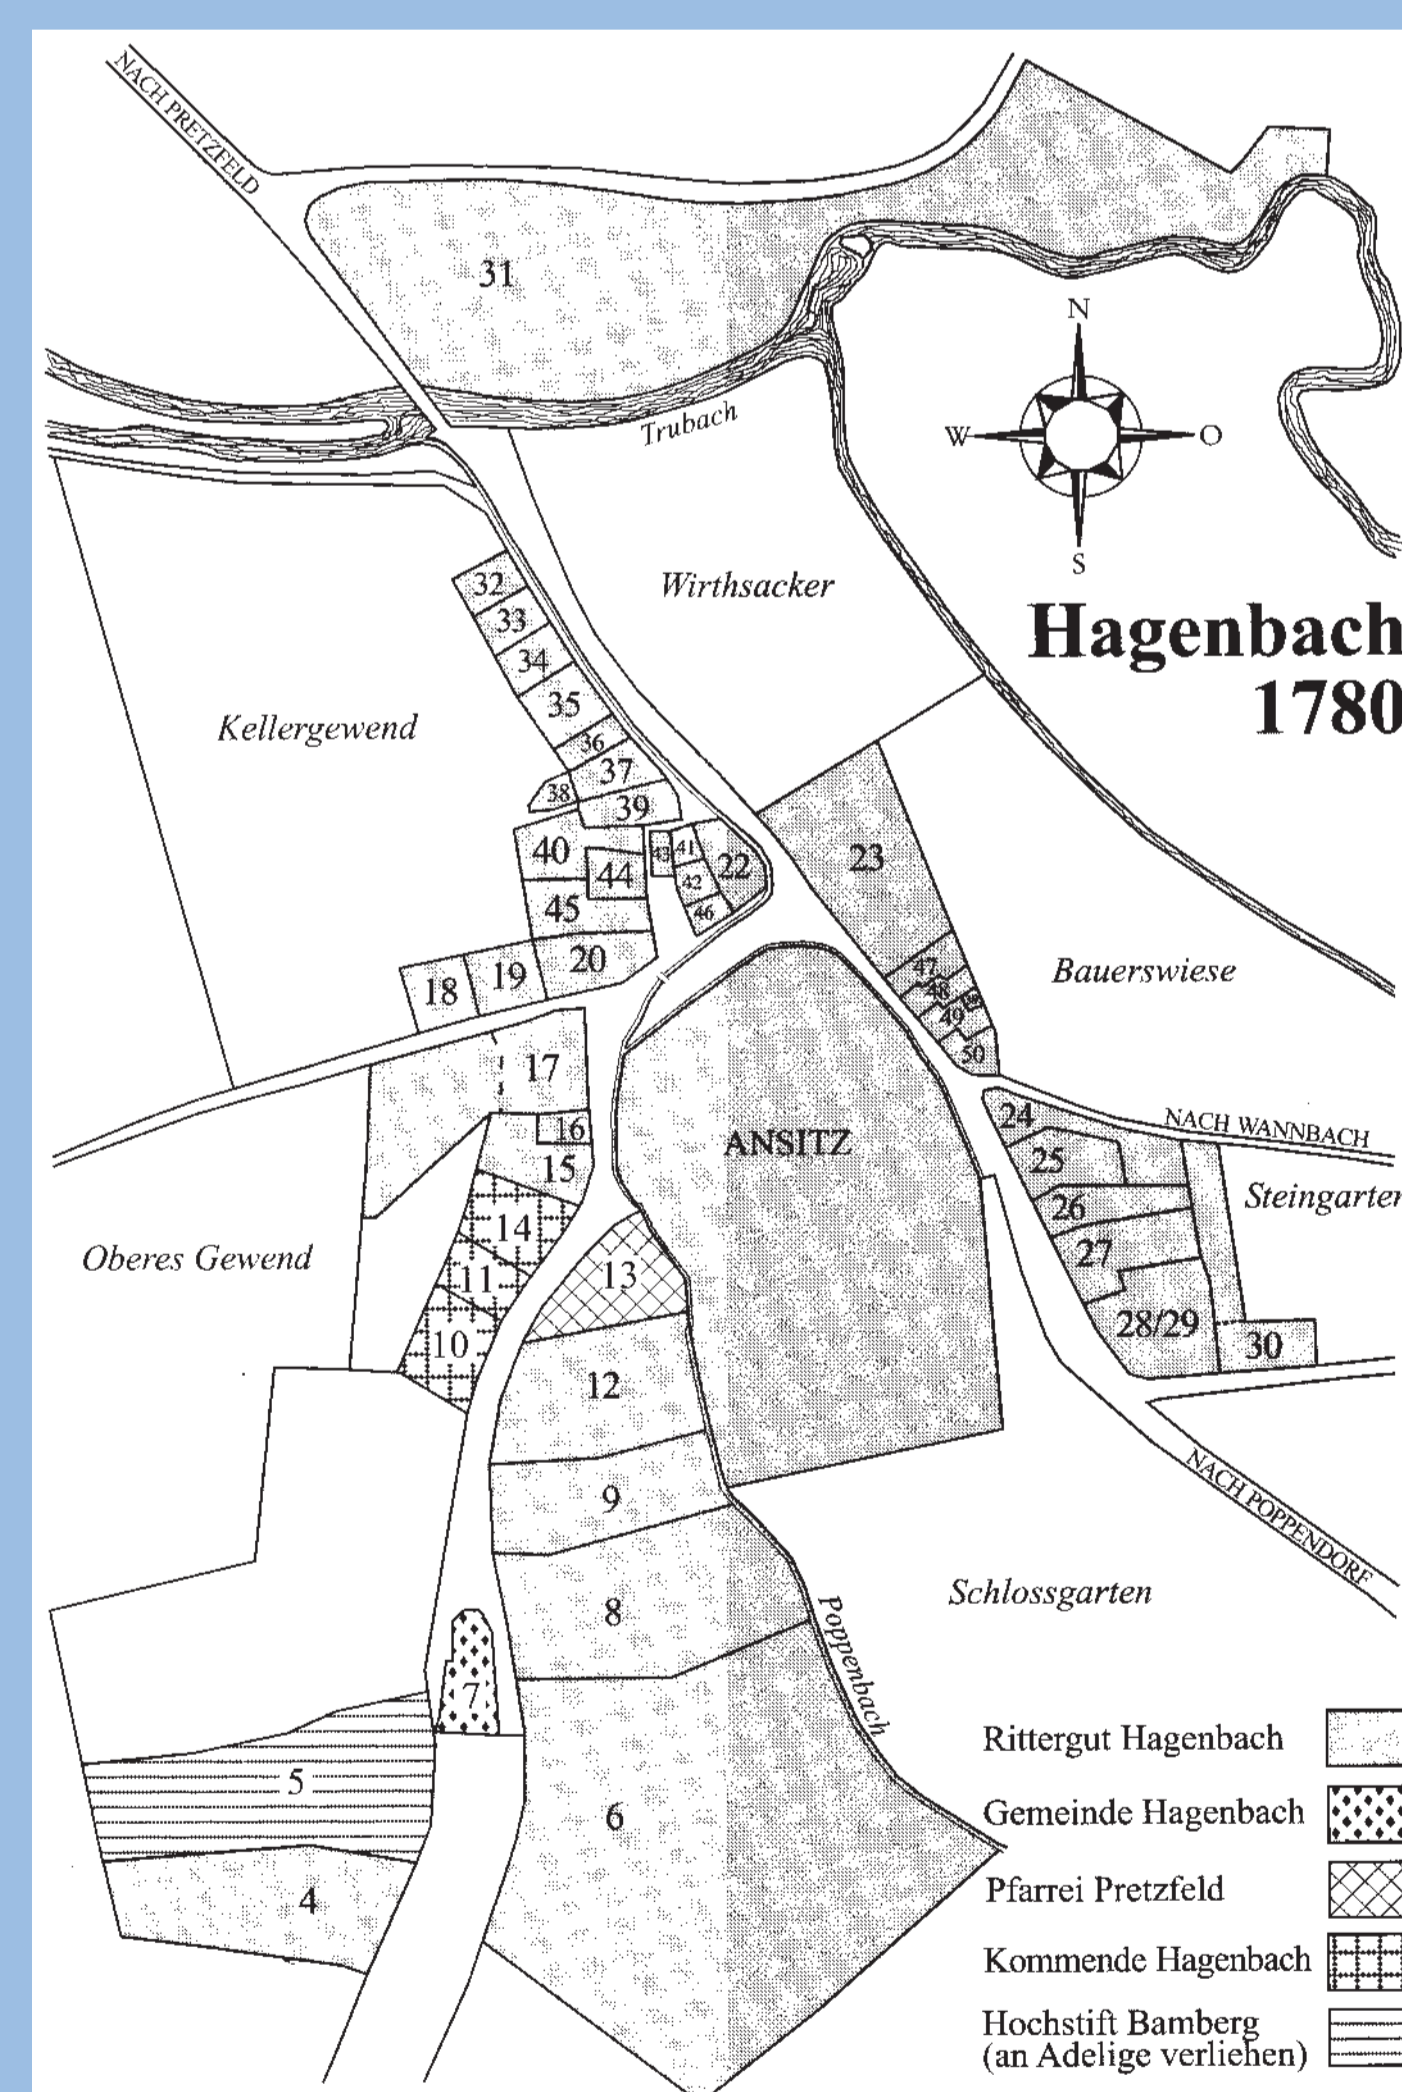 NACH PRETZFELD
31
Trubach
N
W
O
S
Wirthsacker
Hagenbach
1780
Kellergewend
32
33
34
35
36
37
38
39
40
44
43
41
42
22
46
45
20
19
18
23
47
48
49
50
Bauerswiese
17
16
15
14
11
10
13
ANSITZ
24
NACH WANNBACH
25
26
27
28/29
30
Steingarten
Oberes Gewend
12
9
8
7
NACH POPPENDORF
Schlossgarten
Poppenbach
5
6
4
Rittergut Hagenbach
Gemeinde Hagenbach
Pfarrei Pretzfeld
Kommende Hagenbach
Hochstift Bamberg
(an Adelige verliehen)